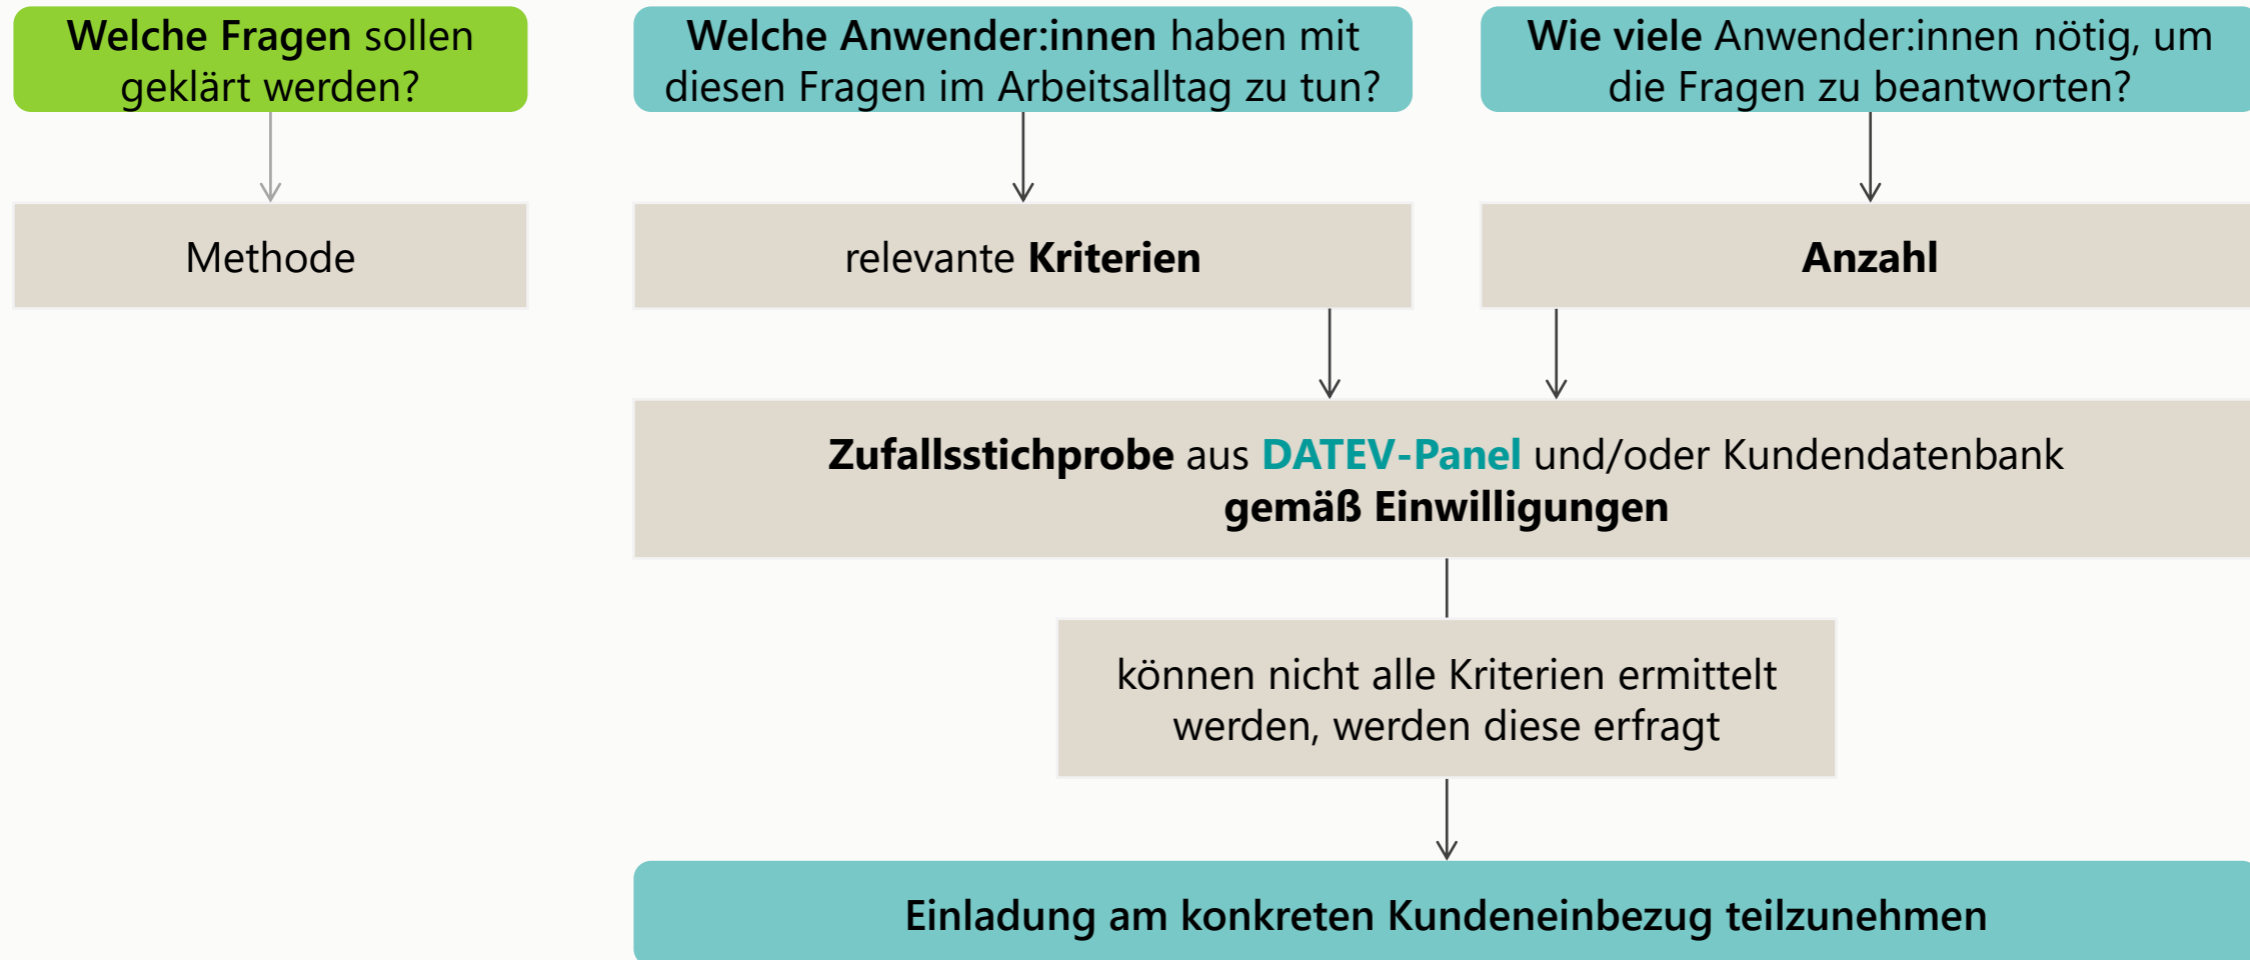 Welche Fragen sollen
geklärt werden?
Welche Anwender:innen haben mit
diesen Fragen im Arbeitsalltag zu tun?
Wie viele Anwender:innen nötig, um
die Fragen zu beantworten?
Methode
relevante Kriterien
Anzahl
Zufallsstichprobe aus DATEV-Panel und/oder Kundendatenbank
gemäß Einwilligungen
können nicht alle Kriterien ermittelt
werden, werden diese erfragt
Einladung am konkreten Kundeneinbezug teilzunehmen